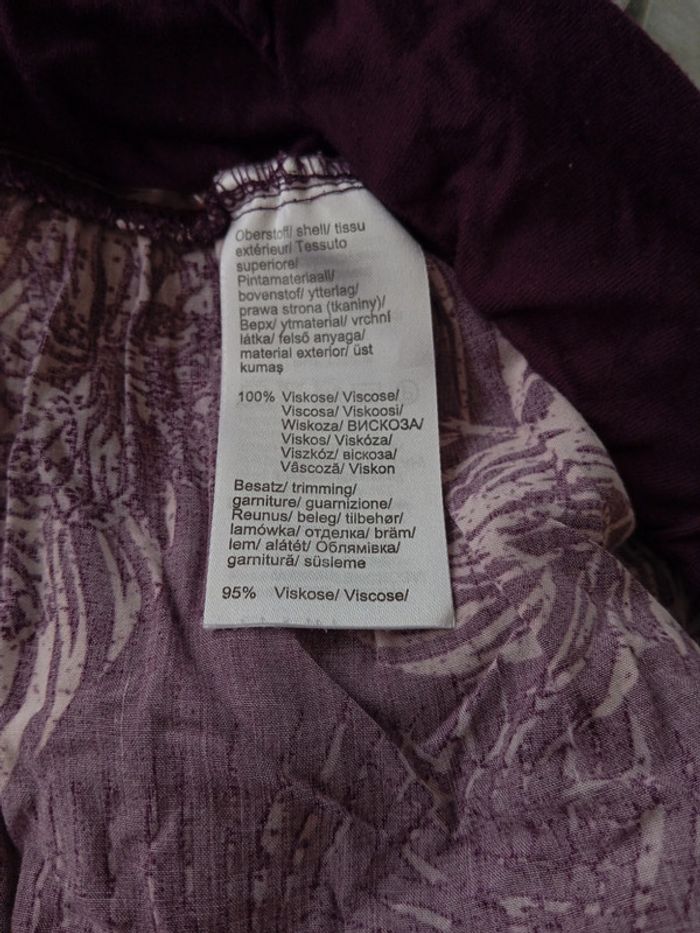 Oberstoff/ shell/ tissu
extérieur/ Tessuto
superiore/
Pintamateriaali/
bovenstof/ ytterlag/
prawa strona (tkaniny)/
Верх/ ytmaterial/ vrchní
látka/ felső anyaga/
material exterior/ üst
kumaş
100% Viskose/ Viscose/
Viscosa/ Viskoosi/
Wiskoza/ ВИСКОЗА/
Viskos/ Viskóza/
Viszkóz/ віскоза/
Vâscoză/ Viskon
Besatz/ trimming/
garniture/ guarnizione/
Reunus/ beleg/ tilbehør/
lamówka/ отделка/ bräm/
lem/ alátét/ Облямівка/
garnitură/ süsleme
95% Viskose/ Viscose/